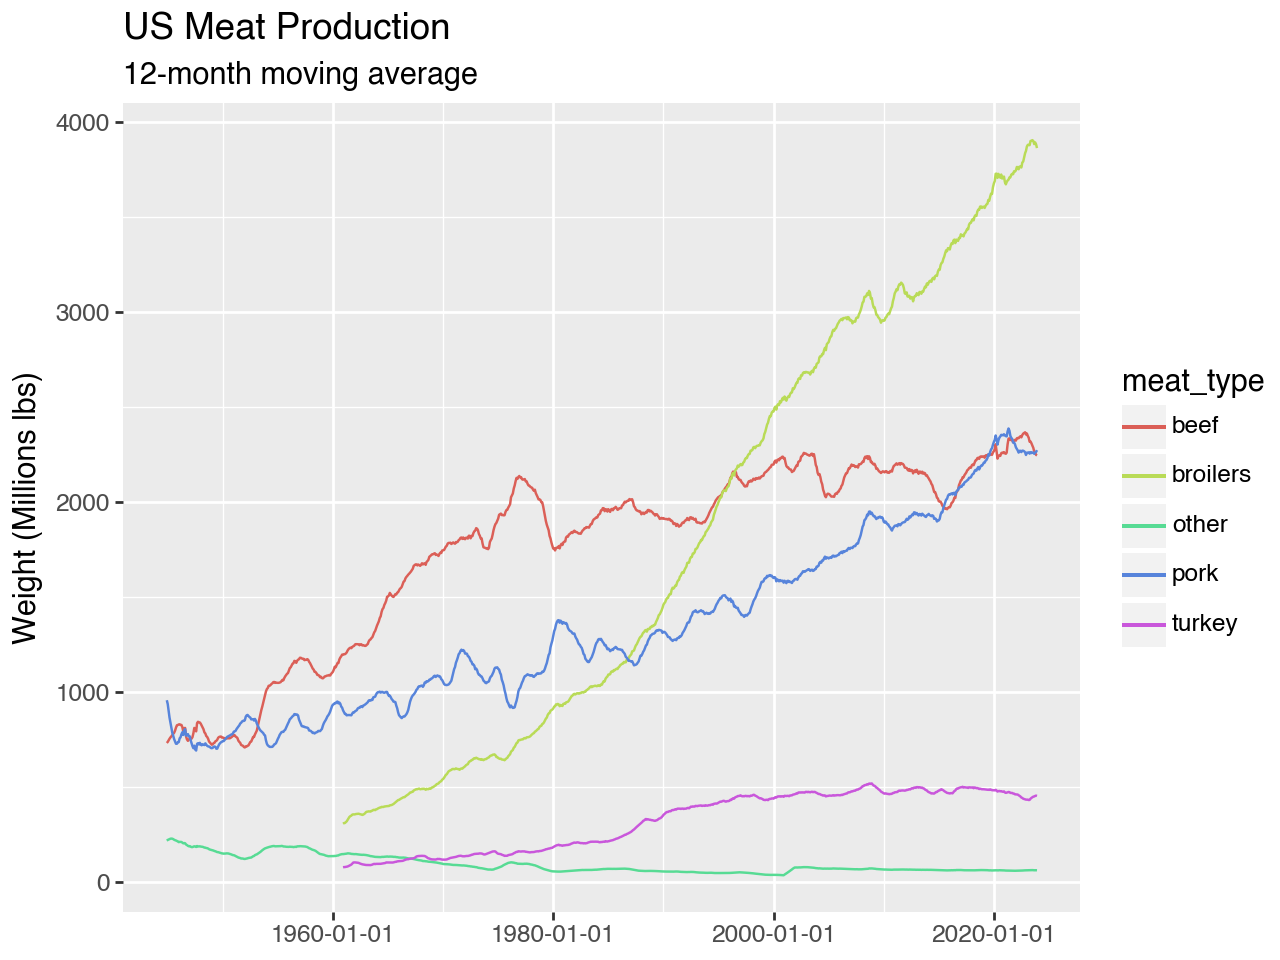 US Meat Production
12-month moving average
Weight (Millions lbs)
4000
3000
2000
1000
0
1960-01-01
1980-01-01
2000-01-01
2020-01-01
meat_type
beef
broilers
other
pork
turkey